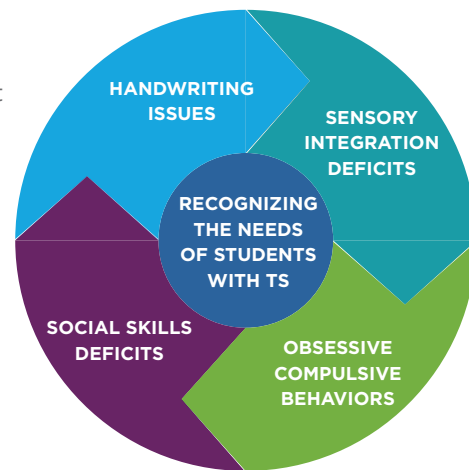 HANDWRITING
ISSUES
SENSORY
INTEGRATION
DEFICITS
RECOGNIZING
THE NEEDS
OF STUDENTS
WITH TS
SOCIAL SKILLS
DEFICITS
OBSESSIVE
COMPULSIVE
BEHAVIORS